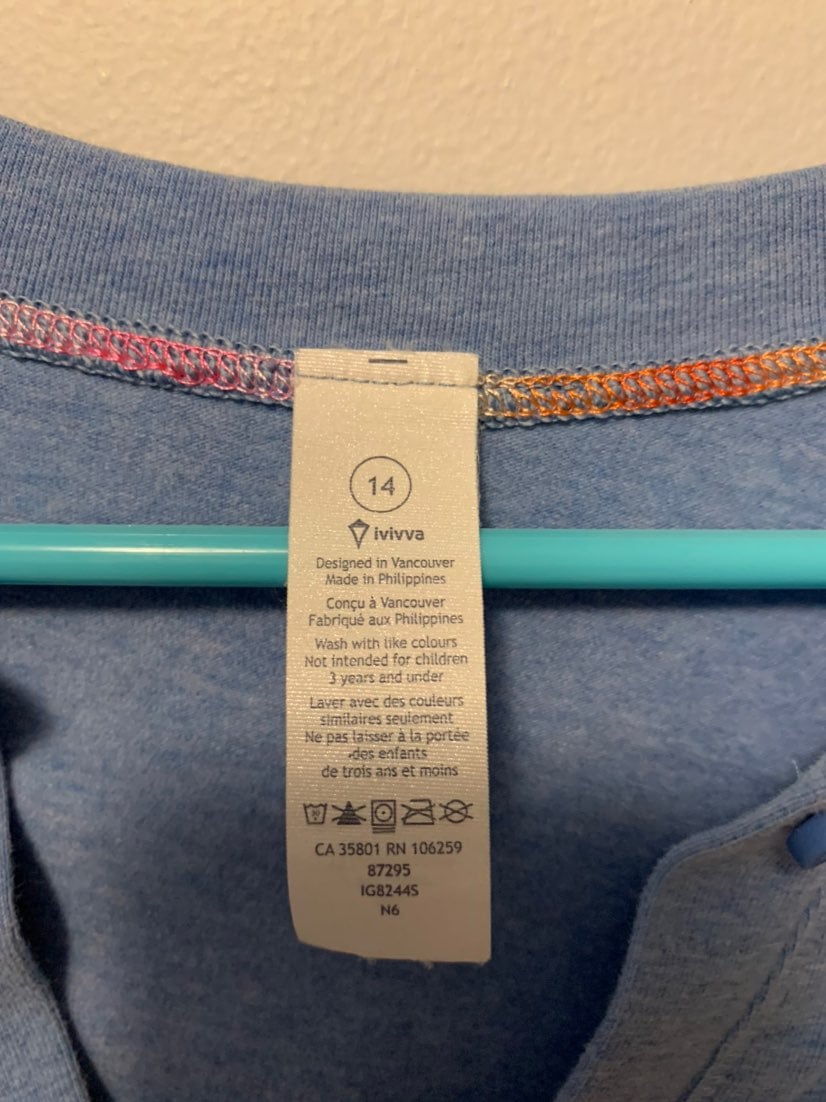 14
ivivva
Designed in Vancouver
Made in Philippines
Conçu à Vancouver
Fabriqué aux Philippines
Wash with like colours
Not intended for children
3 years and under
Laver avec des couleurs
similaires seulement
Ne pas laisser à la portée
des enfants
de trois ans et moins
30
CA 35801 RN 106259
87295
IG8244S
N6